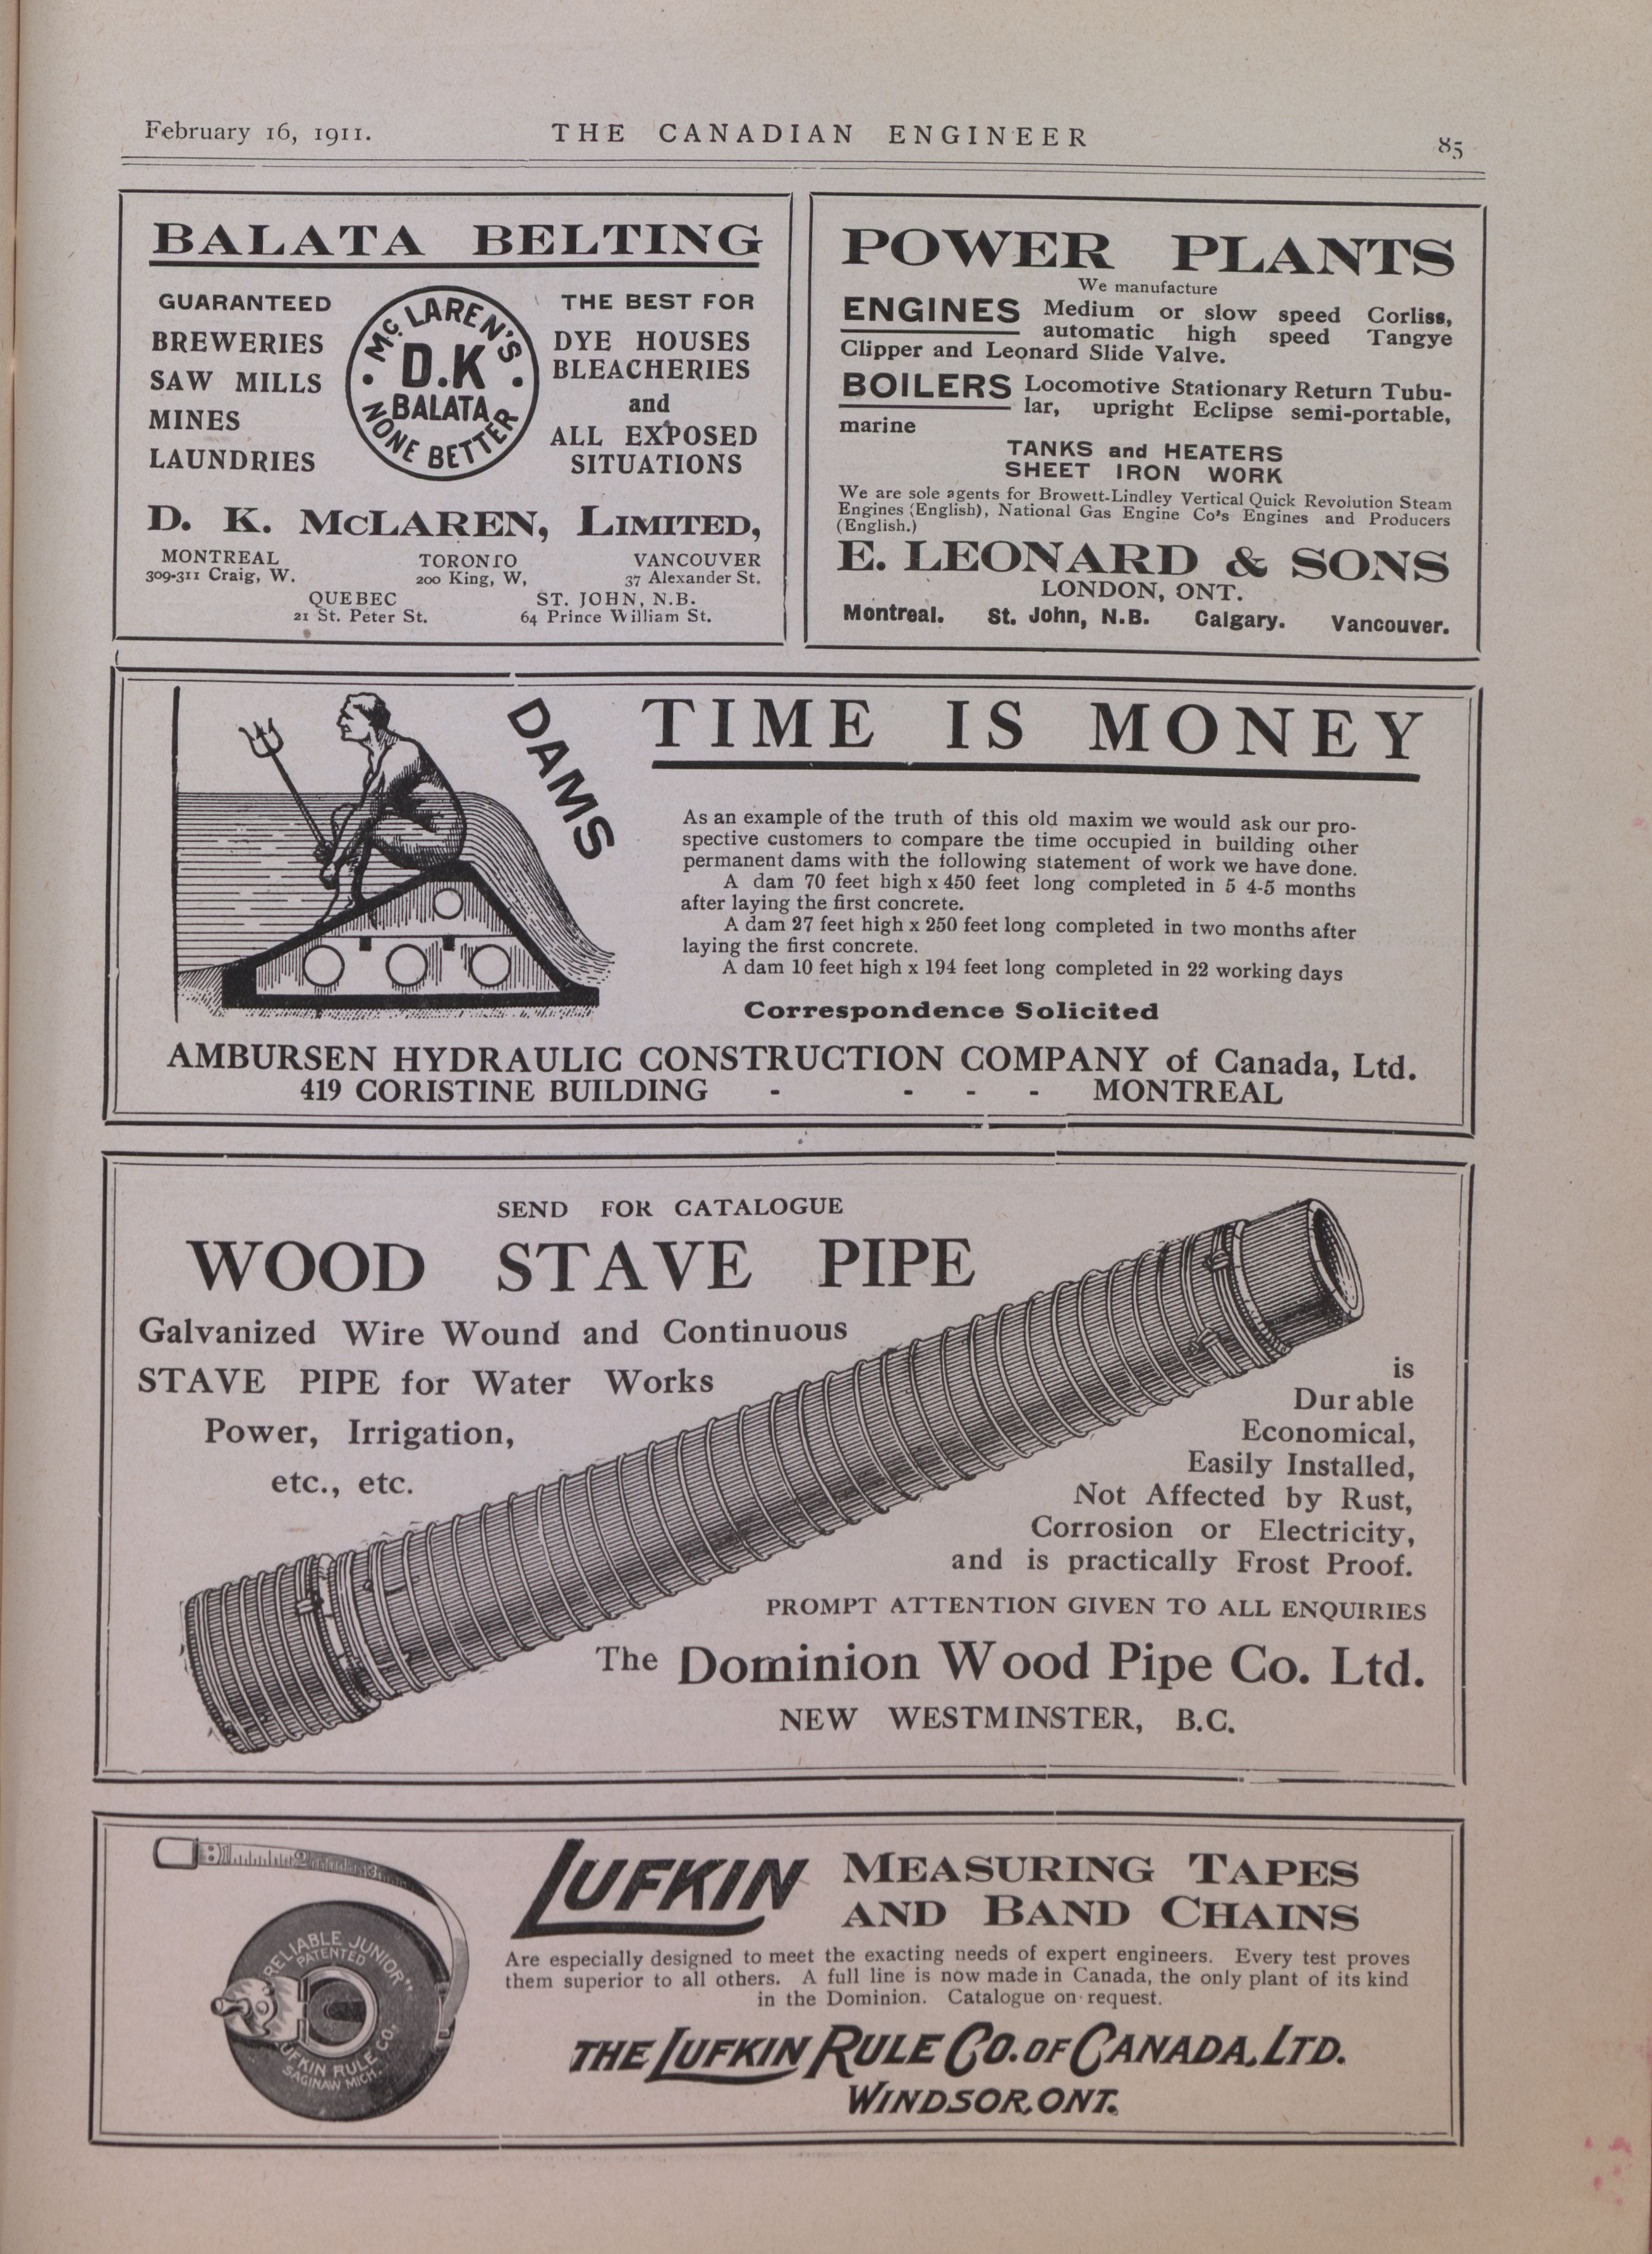 February 16, 1911.
THE CANADIAN ENGINEER
85
BALATA BELTING
GUARANTEED
BREWERIES
SAW MILLS
MINES
LAUNDRIES
McLAREN'S
D.K
BALATA
NONE BETTER
THE BEST FOR
DYE HOUSES
BLEACHERIES
and
ALL EXPOSED
SITUATIONS
D. K. McLAREN, LIMITED,
MONTREAL TORONTO VANCOUVER
309-311 Craig, W. 200 King, W, 37 Alexander St.
QUEBEC ST. JOHN, N.B.
21 St. Peter St. 64 Prince William St.
POWER PLANTS
We manufacture
ENGINES Medium or slow speed Corliss,
automatic high speed Tangye
Clipper and Leonard Slide Valve.
BOILERS Locomotive Stationary Return Tubu-
lar, upright Eclipse semi-portable,
marine
TANKS and HEATERS
SHEET IRON WORK
We are sole agents for Browett-Lindley Vertical Quick Revolution Steam
Engines (English), National Gas Engine Co's Engines and Producers
(English.)
E. LEONARD & SONS
LONDON, ONT.
Montreal. St. John, N.B. Calgary. Vancouver.
DAMS
TIME IS MONEY
As an example of the truth of this old maxim we would ask our pro-
spective customers to compare the time occupied in building other
permanent dams with the following statement of work we have done.
A dam 70 feet high x 450 feet long completed in 5 4-5 months
after laying the first concrete.
A dam 27 feet high x 250 feet long completed in two months after
laying the first concrete.
A dam 10 feet high x 194 feet long completed in 22 working days
Correspondence Solicited
AMBURSEN HYDRAULIC CONSTRUCTION COMPANY of Canada, Ltd.
419 CORISTINE BUILDING - - - - MONTREAL
SEND FOR CATALOGUE
WOOD STAVE PIPE
Galvanized Wire Wound and Continuous
STAVE PIPE for Water Works
Power, Irrigation,
etc., etc.
is
Durable
Economical,
Easily Installed,
Not Affected by Rust,
Corrosion or Electricity,
and is practically Frost Proof.
PROMPT ATTENTION GIVEN TO ALL ENQUIRIES
The Dominion Wood Pipe Co. Ltd.
NEW WESTMINSTER, B.C.
1 2 3
RELIABLE JUNIOR"
PATENTED
LUFKIN RULE CO.
SAGINAW MICH.
LUFKIN MEASURING TAPES
AND BAND CHAINS
Are especially designed to meet the exacting needs of expert engineers. Every test proves
them superior to all others. A full line is now made in Canada, the only plant of its kind
in the Dominion. Catalogue on request.
THE LUFKIN RULE CO. OF CANADA, LTD.
WINDSOR, ONT.